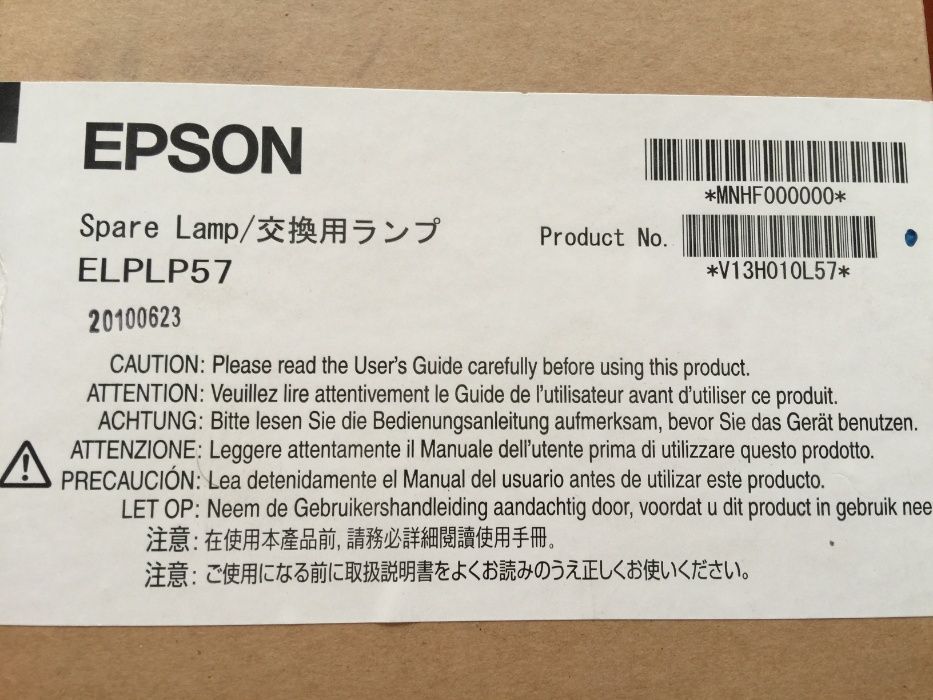 EPSON
*MNHF000000*
Spare Lamp/交換用ランプ
Product No.
*V13H010L57*
ELPLP57
20100623
CAUTION: Please read the User's Guide carefully before using this product.
ATTENTION: Veuillez lire attentivement le Guide de l'utilisateur avant d'utiliser ce produit.
ACHTUNG: Bitte lesen Sie die Bedienungsanleitung aufmerksam, bevor Sie das Gerät benutzen.
ATTENZIONE: Leggere attentamente il Manuale dell'utente prima di utilizzare questo prodotto.
PRECAUCIÓN: Lea detenidamente el Manual del usuario antes de utilizar este producto.
LET OP: Neem de Gebruikershandleiding aandachtig door, voordat u dit product in gebruik nee
注意: 在使用本產品前, 請務必詳細閱讀使用手冊。
注意: ご使用になる前に取扱説明書をよくお読みのうえ正しくお使いください。